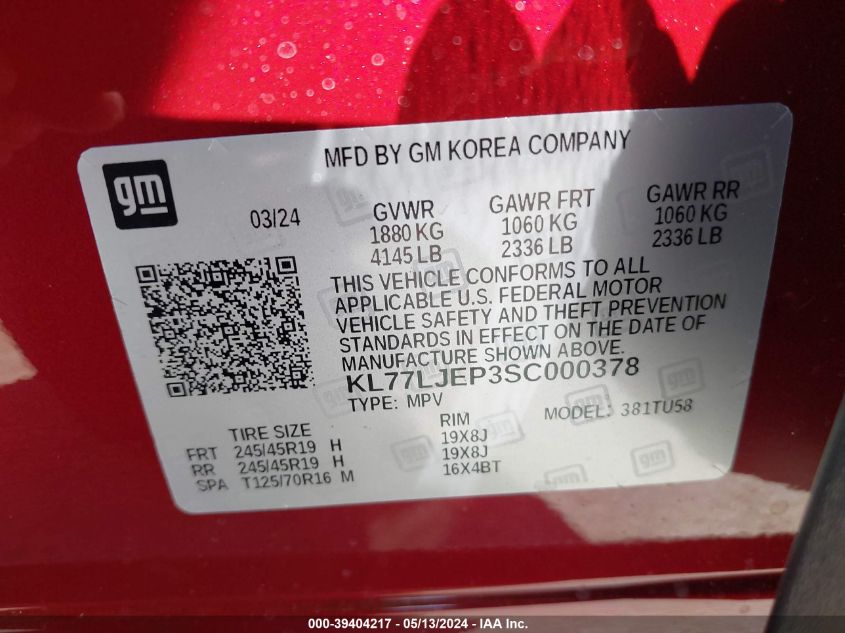 MFD BY GM KOREA COMPANY
gm
03/24
GVWR
1880 KG
4145 LB
GAWR FRT
1060 KG
2336 LB
GAWR RR
1060 KG
2336 LB
THIS VEHICLE CONFORMS TO ALL
APPLICABLE U.S. FEDERAL MOTOR
VEHICLE SAFETY AND THEFT PREVENTION
STANDARDS IN EFFECT ON THE DATE OF
MANUFACTURE SHOWN ABOVE.
KL77LJEP3SC000378
TYPE: MPV
MODEL: 381TU58
TIRE SIZE
RIM
FRT 245/45R19 H 19X8J
RR 245/45R19 H 19X8J
SPA T125/70R16 M 16X4BT
000-39404217 - 05/13/2024 - IAA Inc.